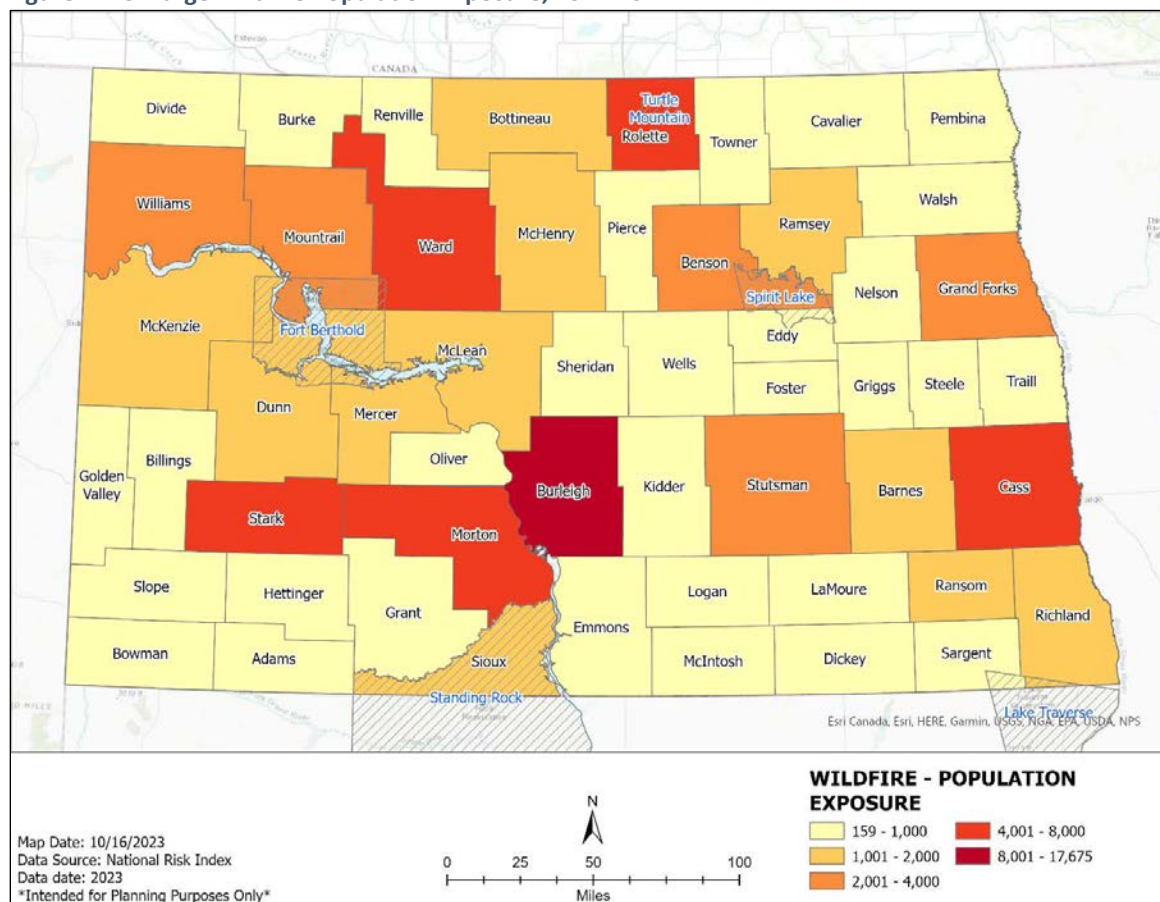 CANADA
Estevan
Divide
Burke
Renville
Bottineau
Turtle
Mountain
Rolette
Towner
Cavalier
Pembina
Williams
Mountrail
Ward
McHenry
Pierce
Benson
Ramsey
Walsh
Spirit Lake
Nelson
Grand Forks
McKenzie
Fort Berthold
McLean
Sheridan
Wells
Eddy
Foster
Griggs
Steele
Traill
Dunn
Mercer
Oliver
Golden
Valley
Billings
Burleigh
Kidder
Stutsman
Barnes
Cass
Stark
Morton
Slope
Hettinger
Grant
Emmons
Logan
LaMoure
Ransom
Richland
Bowman
Adams
Sioux
McIntosh
Dickey
Sargent
Standing Rock
Lake Traverse
Esri Canada, Esri, HERE, Garmin, USGS, NGA, EPA, USDA, NPS
WILDFIRE - POPULATION
EXPOSURE
159 - 1,000
1,001 - 2,000
2,001 - 4,000
4,001 - 8,000
8,001 - 17,675
N
0 25 50 100
Miles
Map Date: 10/16/2023
Data Source: National Risk Index
Data date: 2023
*Intended for Planning Purposes Only*